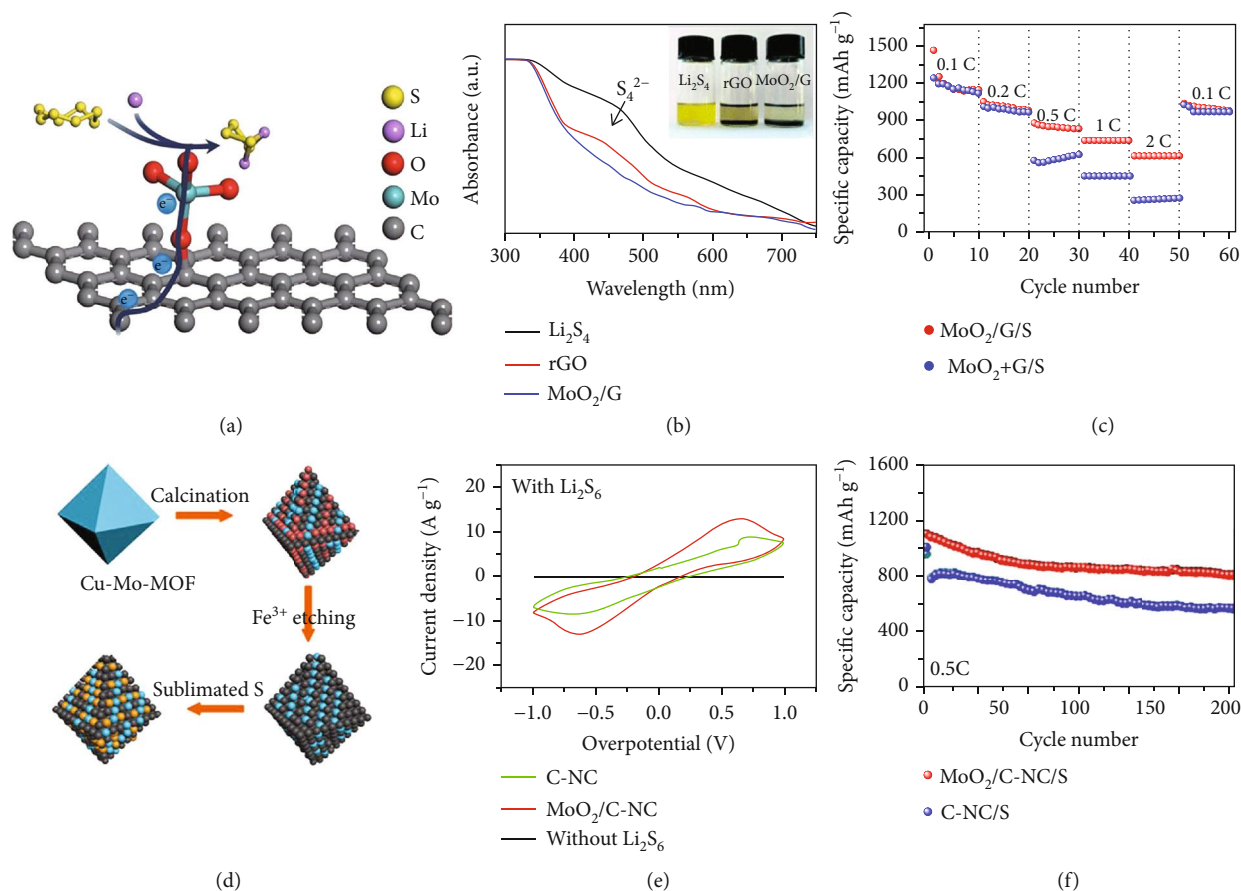 S
Li
O
Mo
C
e⁻
e⁻
e⁻
(a)
Absorbance (a.u.)
S₄²⁻
Li₂S₄ rGO MoO₂/G
300 400 500 600 700
Wavelength (nm)
Li₂S₄
rGO
MoO₂/G
(b)
Specific capacity (mAh g⁻¹)
1500
1200
900
600
300
0
0.1 C
0.2 C
0.5 C
1 C
2 C
0.1 C
0 10 20 30 40 50 60
Cycle number
MoO₂/G/S
MoO₂+G/S
(c)
Calcination
Cu-Mo-MOF
Fe³⁺ etching
Sublimated S
(d)
Current density (A g⁻¹)
20
10
0
−10
−20
With Li₂S₆
−1.0 −0.5 0.0 0.5 1.0
Overpotential (V)
C-NC
MoO₂/C-NC
Without Li₂S₆
(e)
Specific capacity (mAh g⁻¹)
1600
1200
800
400
0
0.5C
0 50 100 150 200
Cycle number
MoO₂/C-NC/S
C-NC/S
(f)